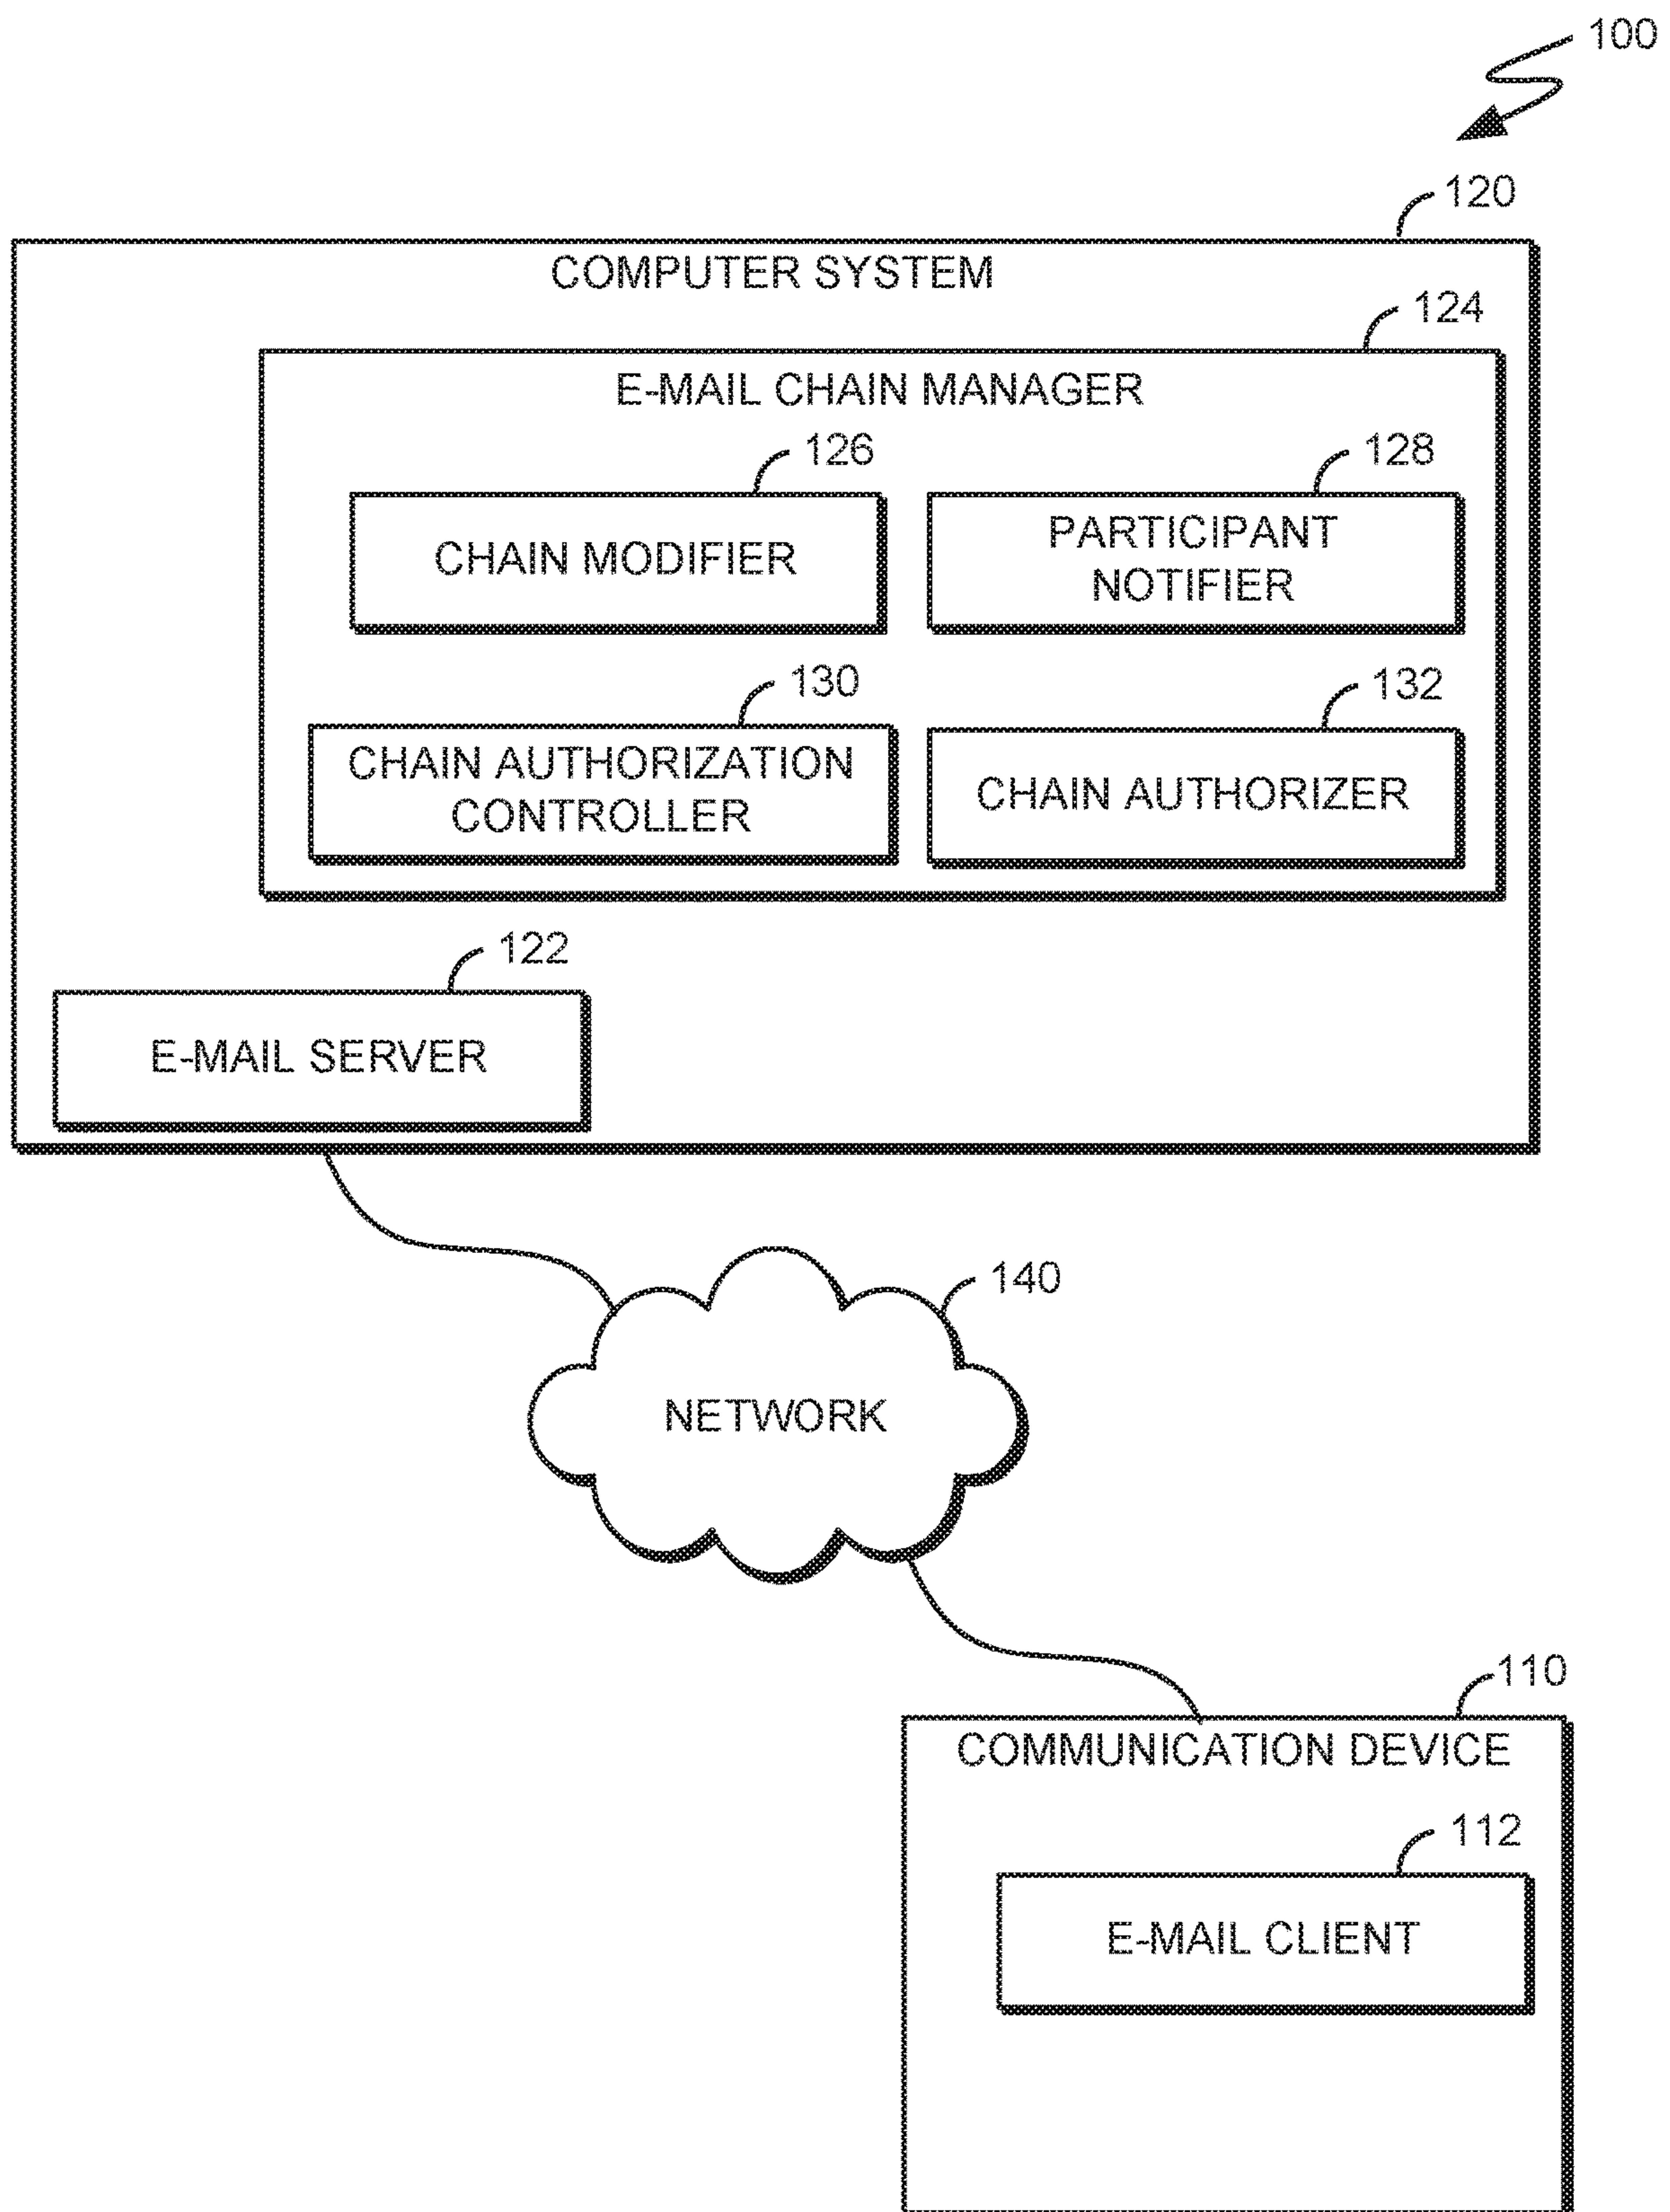 100
120
COMPUTER SYSTEM
124
E-MAIL CHAIN MANAGER
126
128
CHAIN MODIFIER
PARTICIPANT
NOTIFIER
130
132
CHAIN AUTHORIZATION
CONTROLLER
CHAIN AUTHORIZER
122
E-MAIL SERVER
140
NETWORK
110
COMMUNICATION DEVICE
112
E-MAIL CLIENT